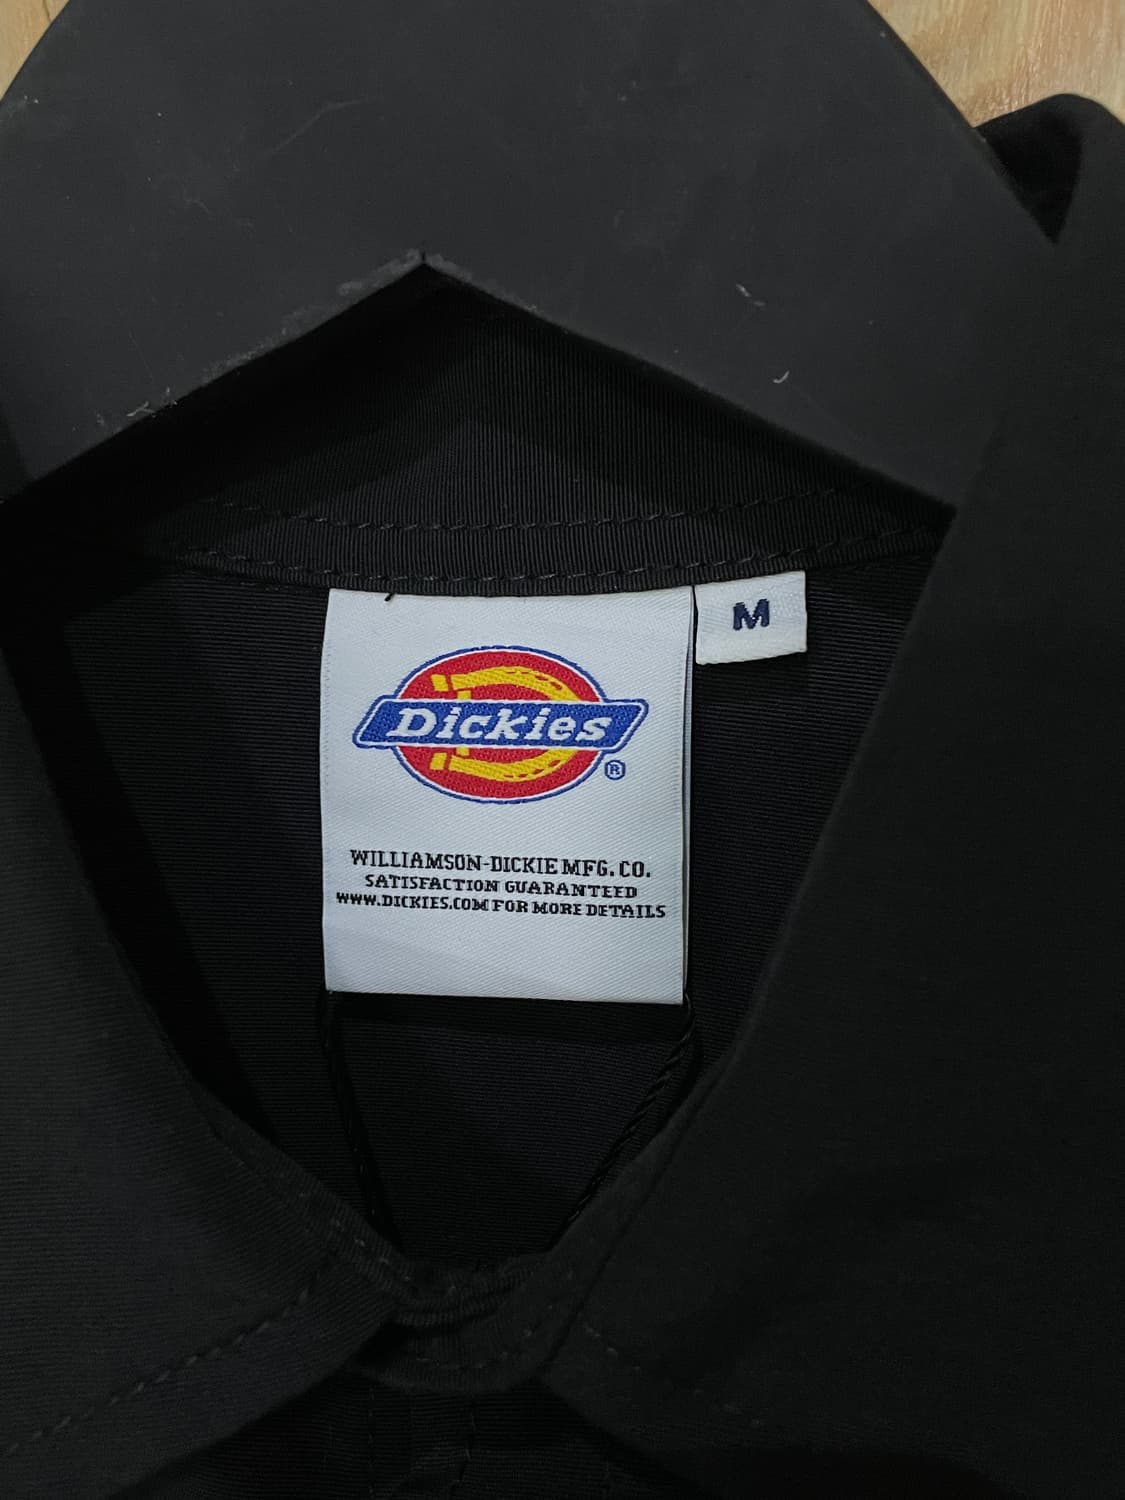 M
Dickies
®
WILLIAMSON-DICKIE MFG. CO.
SATISFACTION GUARANTEED
WWW.DICKIES.COM FOR MORE DETAILS